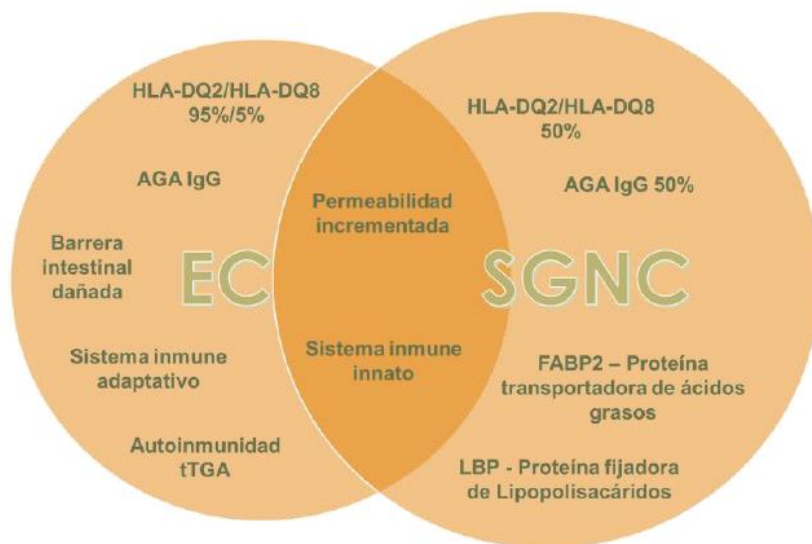 HLA-DQ2/HLA-DQ8
95%/5%
AGA IgG
Barrera
intestinal
dañada
EC
Sistema inmune
adaptativo
Autoinmunidad
tTGA
Permeabilidad
incrementada
Sistema inmune
innato
HLA-DQ2/HLA-DQ8
50%
AGA IgG 50%
SGNC
FABP2 – Proteína
transportadora de ácidos
grasos
LBP - Proteína fijadora
de Lipopolisacáridos